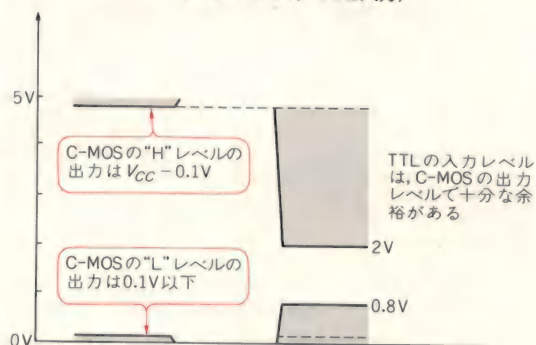 5V
C-MOSの“H”レベルの
出力はVCC－0.1V
TTLの入力レベル
は，C-MOSの出力
レベルで十分な余
裕がある
2V
C-MOSの“L”レベルの
出力は0.1V以下
0.8V
0V